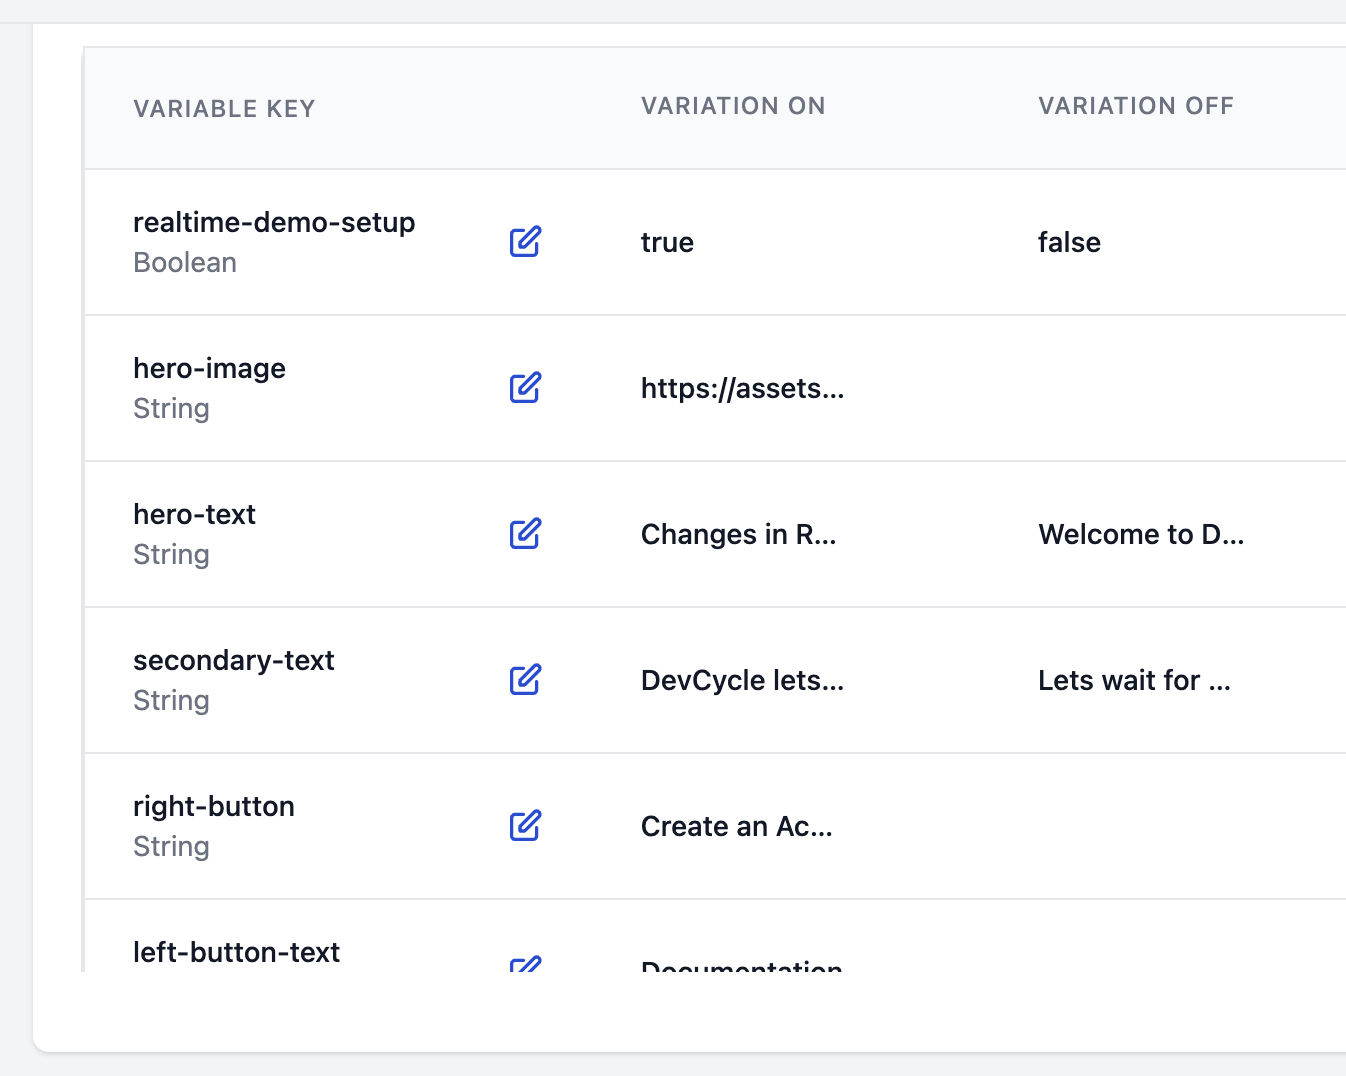 VARIABLE KEY VARIATION ON VARIATION OFF
realtime-demo-setup
Boolean
true
false
hero-image
String
https://assets...
hero-text
String
Changes in R...
Welcome to D...
secondary-text
String
DevCycle lets...
Lets wait for ...
right-button
String
Create an Ac...
left-button-text
Documentation